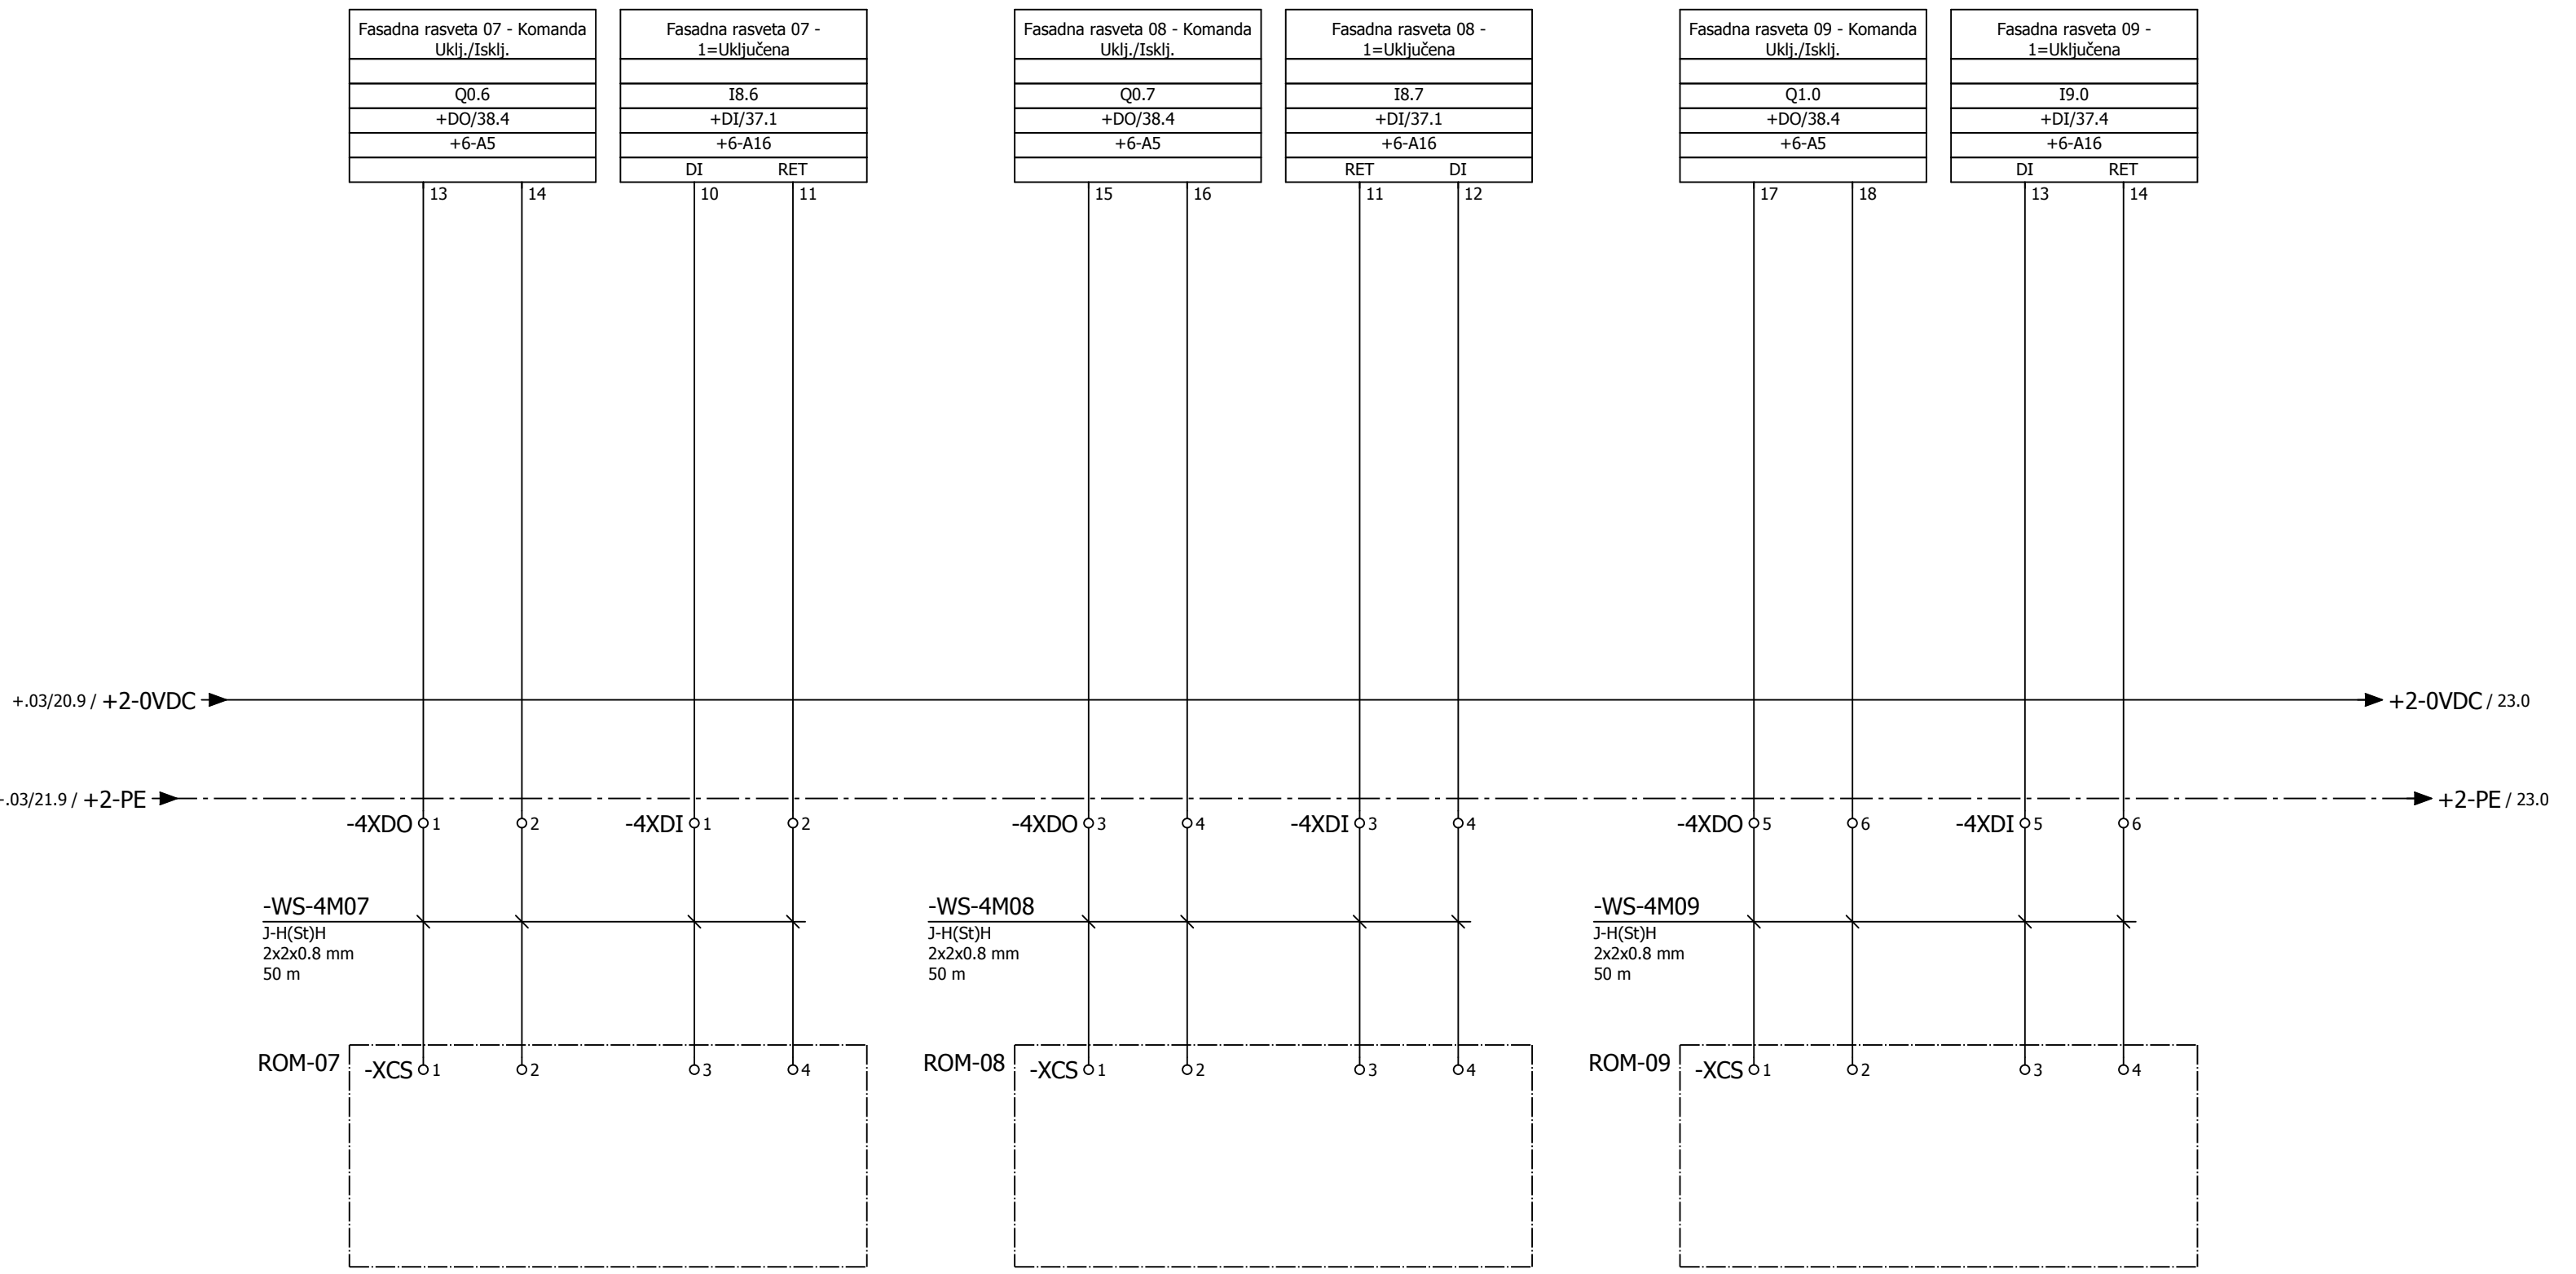 Fasadna rasveta 07 - Komanda
Uklj./Isklj.
Q0.6
+DO/38.4
+6-A5
13 14
Fasadna rasveta 07 -
1=Uključena
I8.6
+DI/37.1
+6-A16
DI RET
10 11
Fasadna rasveta 08 - Komanda
Uklj./Isklj.
Q0.7
+DO/38.4
+6-A5
15 16
Fasadna rasveta 08 -
1=Uključena
I8.7
+DI/37.1
+6-A16
RET DI
11 12
Fasadna rasveta 09 - Komanda
Uklj./Isklj.
Q1.0
+DO/38.4
+6-A5
17 18
Fasadna rasveta 09 -
1=Uključena
I9.0
+DI/37.4
+6-A16
DI RET
13 14
+.03/20.9 / +2-0VDC +2-0VDC / 23.0
.03/21.9 / +2-PE +2-PE / 23.0
-4XDO 1 2 -4XDI 1 2 -4XDO 3 4 -4XDI 3 4 -4XDO 5 6 -4XDI 5 6
-WS-4M07
J-H(St)H
2x2x0.8 mm
50 m
-WS-4M08
J-H(St)H
2x2x0.8 mm
50 m
-WS-4M09
J-H(St)H
2x2x0.8 mm
50 m
ROM-07 -XCS 1 2 3 4
ROM-08 -XCS 1 2 3 4
ROM-09 -XCS 1 2 3 4